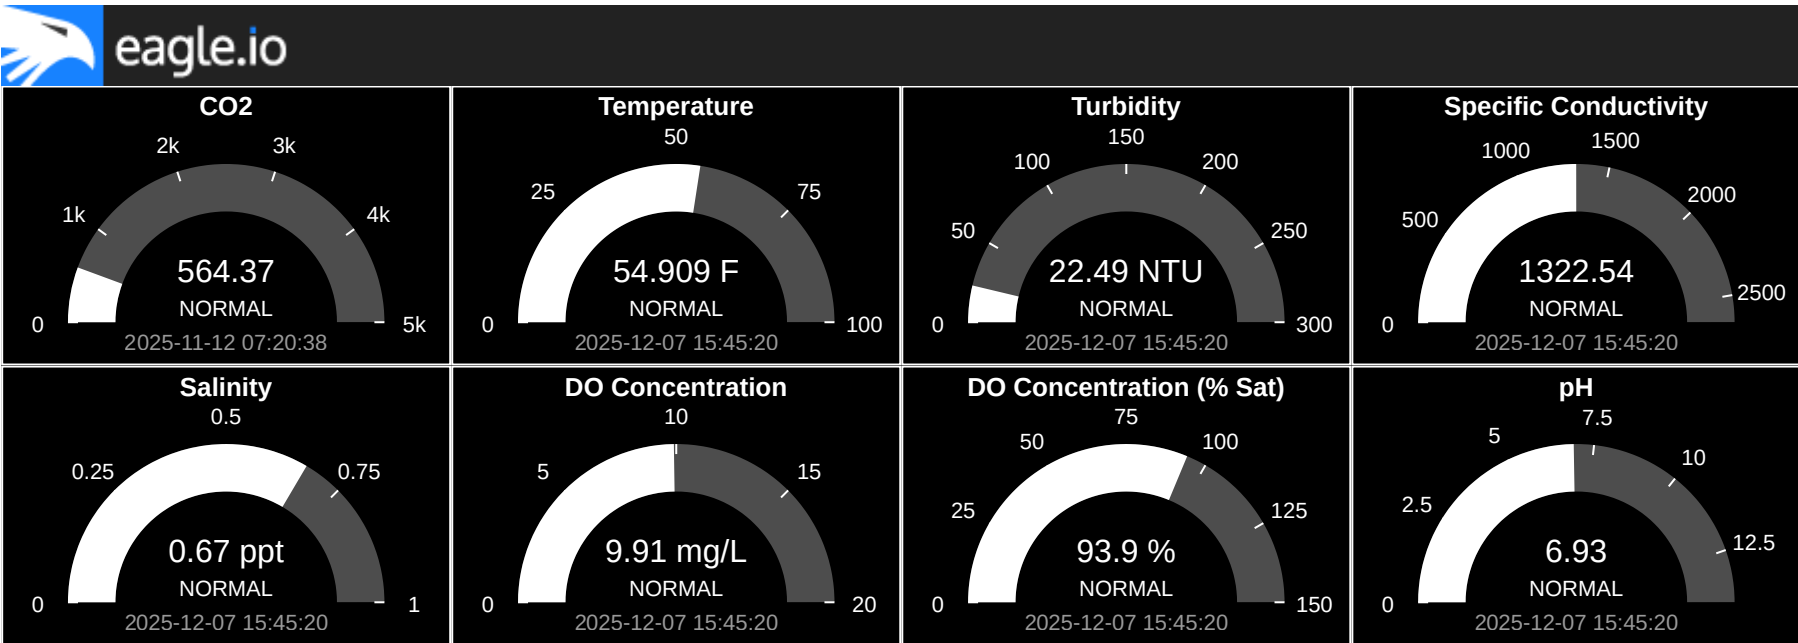 eagle.io
CO2
0
1k
2k
3k
4k
5k
564.37
NORMAL
2025-11-12 07:20:38
Temperature
0
25
50
75
100
54.909 F
NORMAL
2025-12-07 15:45:20
Turbidity
0
50
100
150
200
250
300
22.49 NTU
NORMAL
2025-12-07 15:45:20
Specific Conductivity
0
500
1000
1500
2000
2500
1322.54
NORMAL
2025-12-07 15:45:20
Salinity
0
0.25
0.5
0.75
1
0.67 ppt
NORMAL
2025-12-07 15:45:20
DO Concentration
0
5
10
15
20
9.91 mg/L
NORMAL
2025-12-07 15:45:20
DO Concentration (% Sat)
0
25
50
75
100
125
150
93.9 %
NORMAL
2025-12-07 15:45:20
pH
0
2.5
5
7.5
10
12.5
6.93
NORMAL
2025-12-07 15:45:20